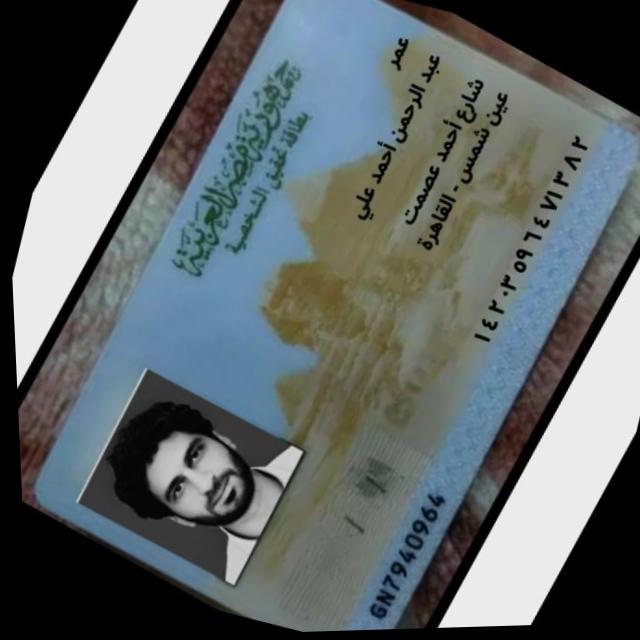 جمهورية مصر العربية
بطاقة تحقيق الشخصية
عمر
عبد الرحمن أحمد علي
شارع أحمد عصمت
عين شمس - القاهرة
١٤٢٠٣٥٩٦٤٧١٣٨٢
GN7940964